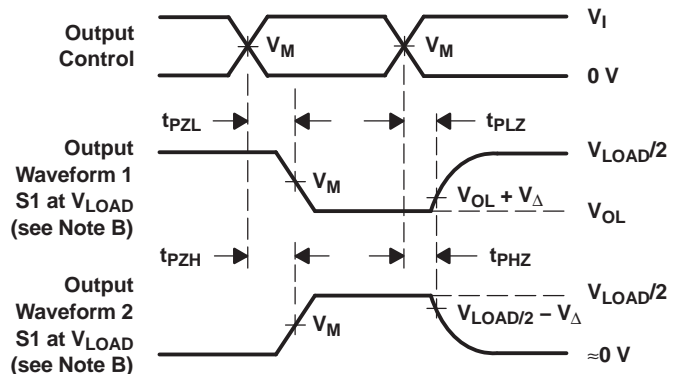 Output
Control
V_M
V_M
V_I
0 V
t_PZL
t_PLZ
Output
Waveform 1
S1 at V_LOAD
(see Note B)
V_M
V_LOAD/2
V_OL + V_Δ
V_OL
t_PZH
t_PHZ
Output
Waveform 2
S1 at V_LOAD
(see Note B)
V_M
V_LOAD/2
V_LOAD/2 − V_Δ
≈0 V